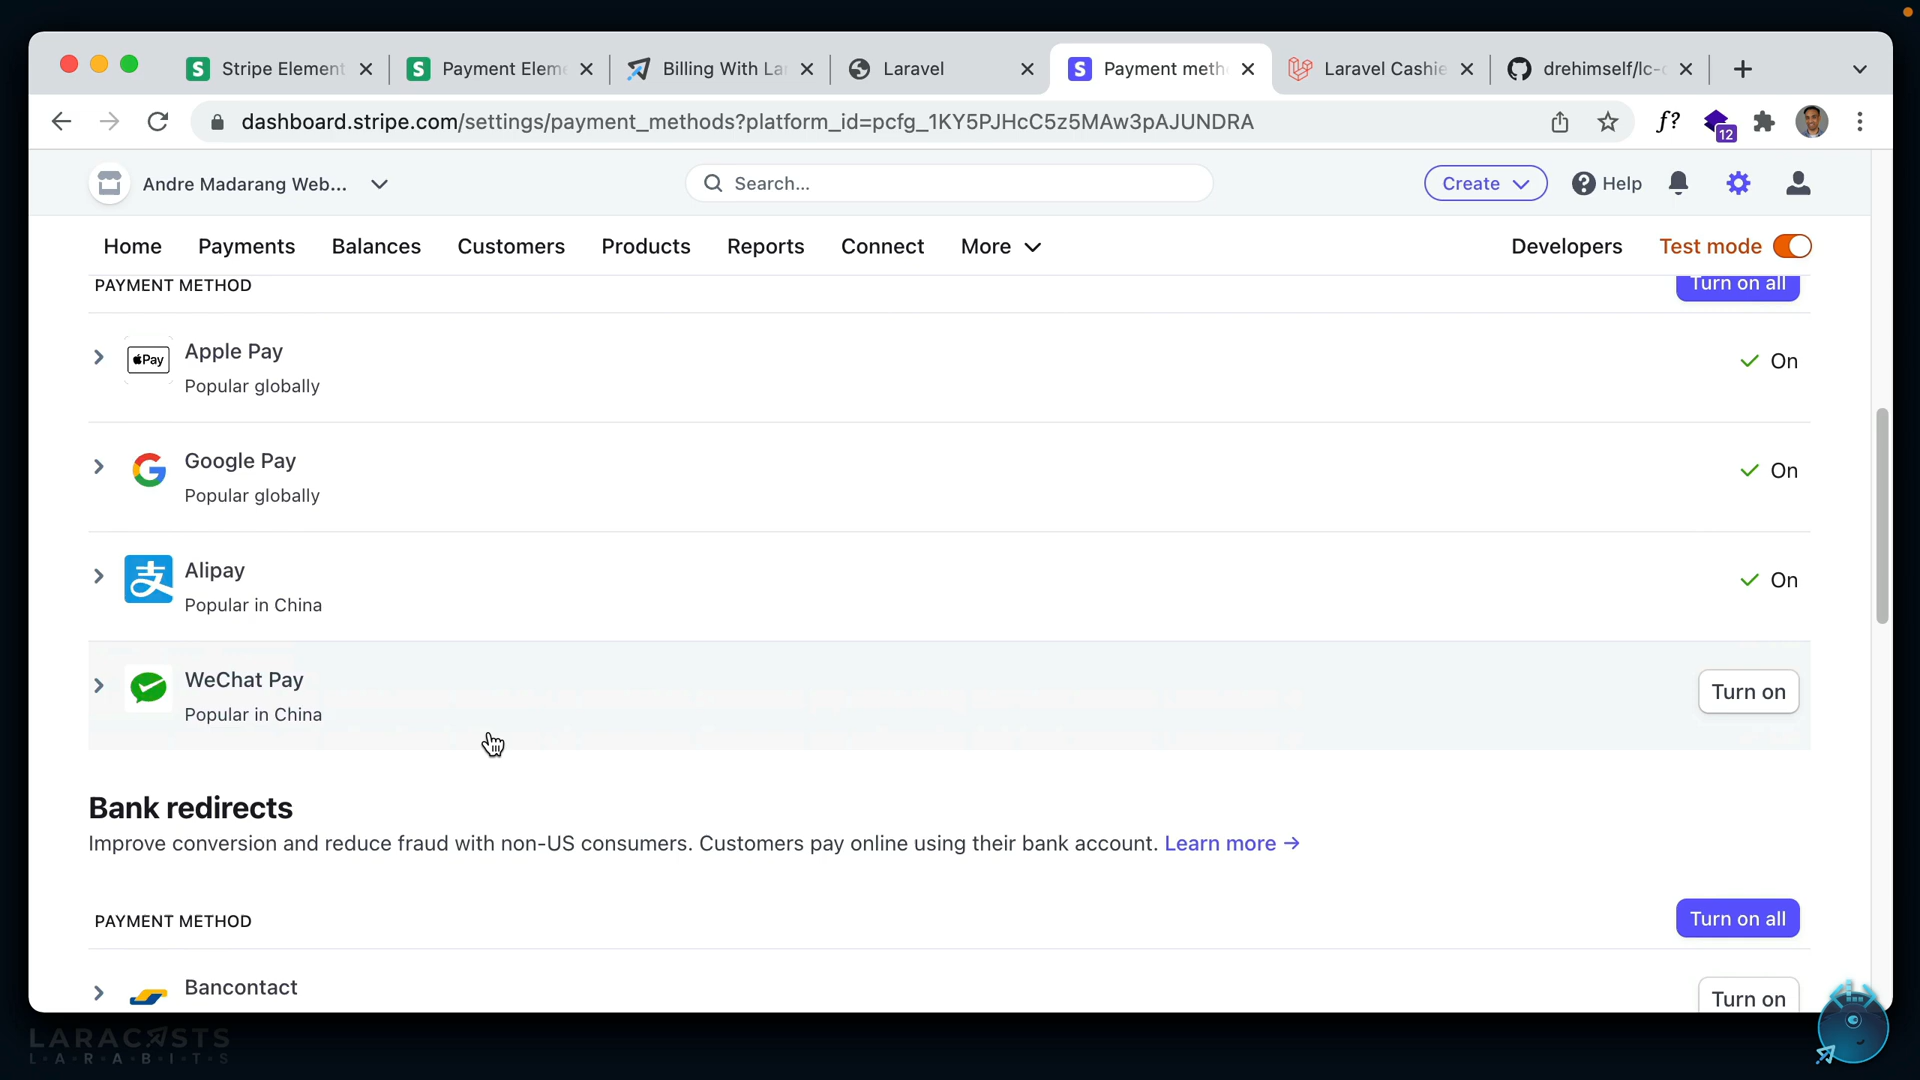 Stripe Element
Payment Eleme
Billing With La
Laravel
Payment meth
Laravel Cashie
drehimself/lc-
dashboard.stripe.com/settings/payment_methods?platform_id=pcfg_1KY5PJHcC5z5MAw3pAJUNDRA
f?
12
Andre Madarang Web...
Search...
Create
Help
Home
Payments
Balances
Customers
Products
Reports
Connect
More
Developers
Test mode
PAYMENT METHOD
Turn on all
Pay
Apple Pay
Popular globally
On
Google Pay
Popular globally
On
支
Alipay
Popular in China
On
WeChat Pay
Popular in China
Turn on
Bank redirects
Improve conversion and reduce fraud with non-US consumers. Customers pay online using their bank account. Learn more →
PAYMENT METHOD
Turn on all
Bancontact
Turn on
LARACASTS
L·A·R·A·B·I·T·S